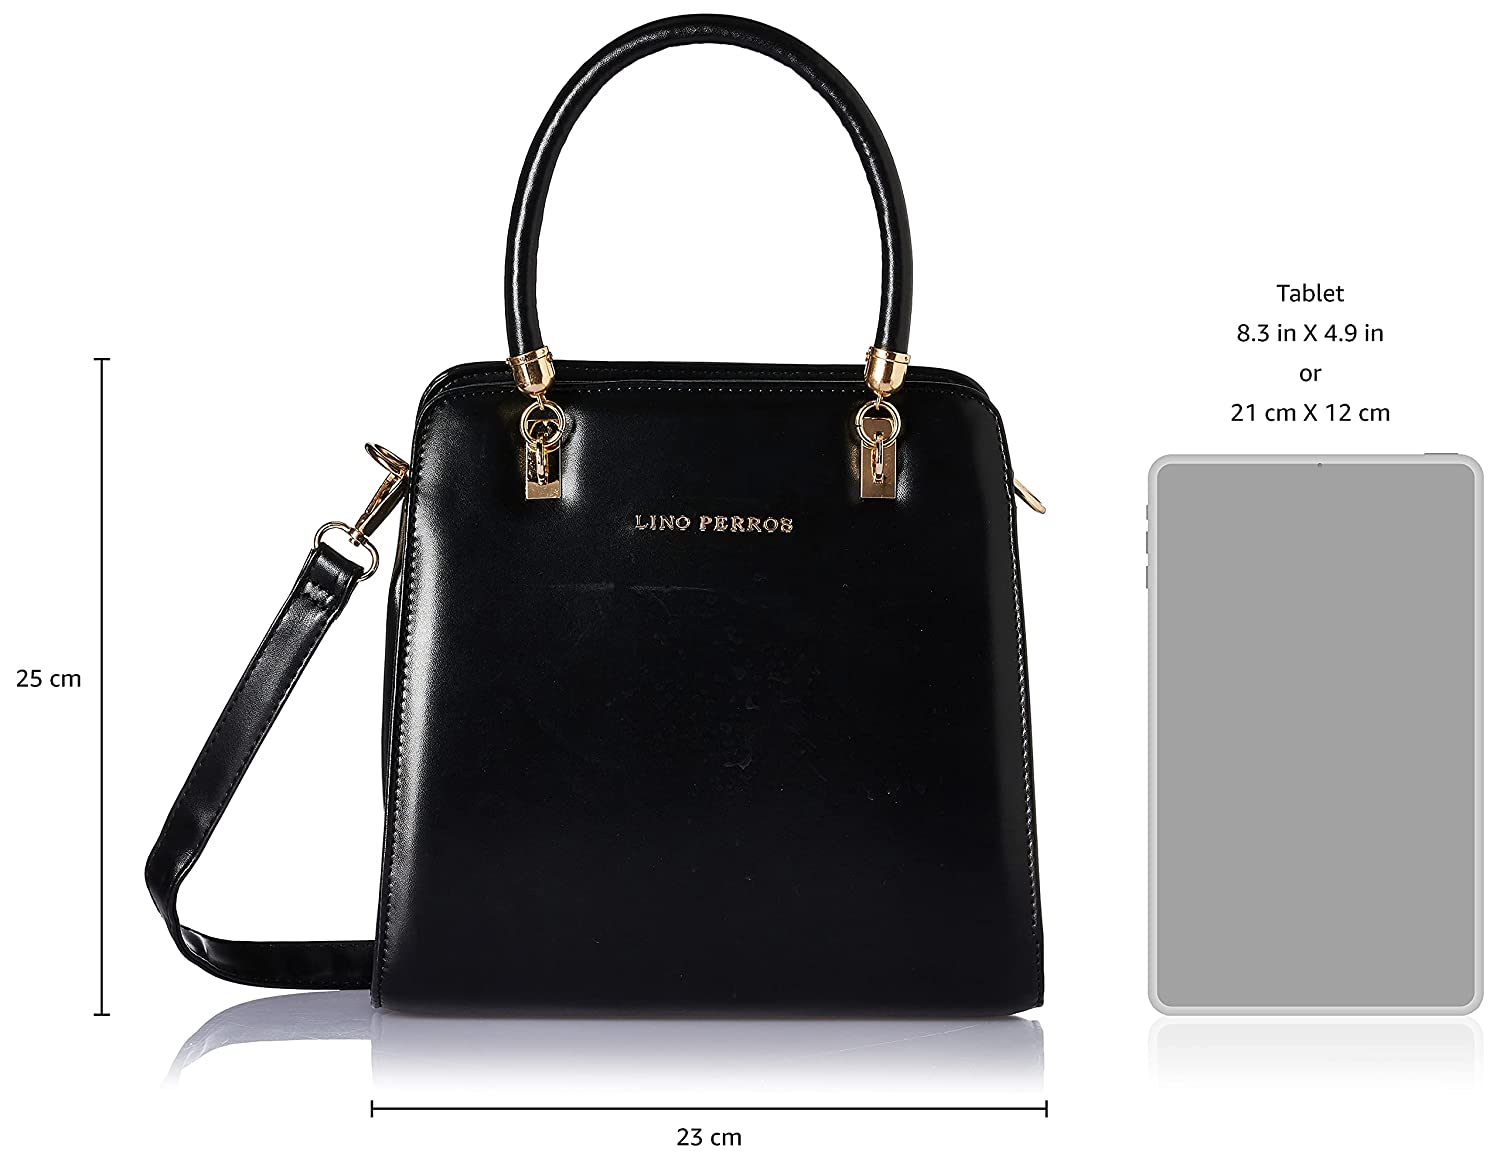 Tablet
8.3 in X 4.9 in
or
21 cm X 12 cm
LINO PERROS
25 cm
23 cm